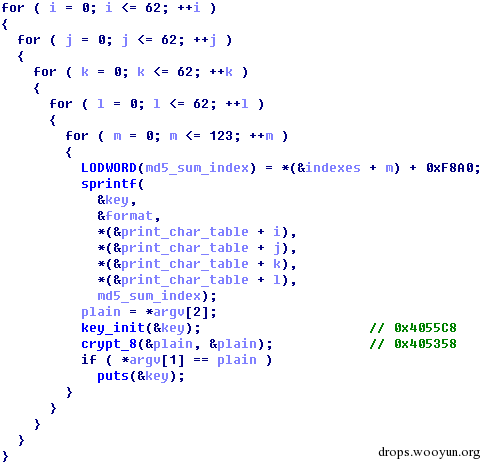 for ( i = 0; i <= 62; ++i )
{
  for ( j = 0; j <= 62; ++j )
  {
    for ( k = 0; k <= 62; ++k )
    {
      for ( l = 0; l <= 62; ++l )
      {
        for ( m = 0; m <= 123; ++m )
        {
          LODWORD(md5_sum_index) = *(&indexes + m) + 0xF8A0;
          sprintf(
            &key,
            &format,
            *(&print_char_table + i),
            *(&print_char_table + j),
            *(&print_char_table + k),
            *(&print_char_table + l),
            md5_sum_index);
          plain = *argv[2];
          key_init(&key);                     // 0x4055C8
          crypt_8(&plain, &plain);            // 0x405358
          if ( *argv[1] == plain )
            puts(&key);
        }
      }
    }
  }
}
drops.wooyun.org